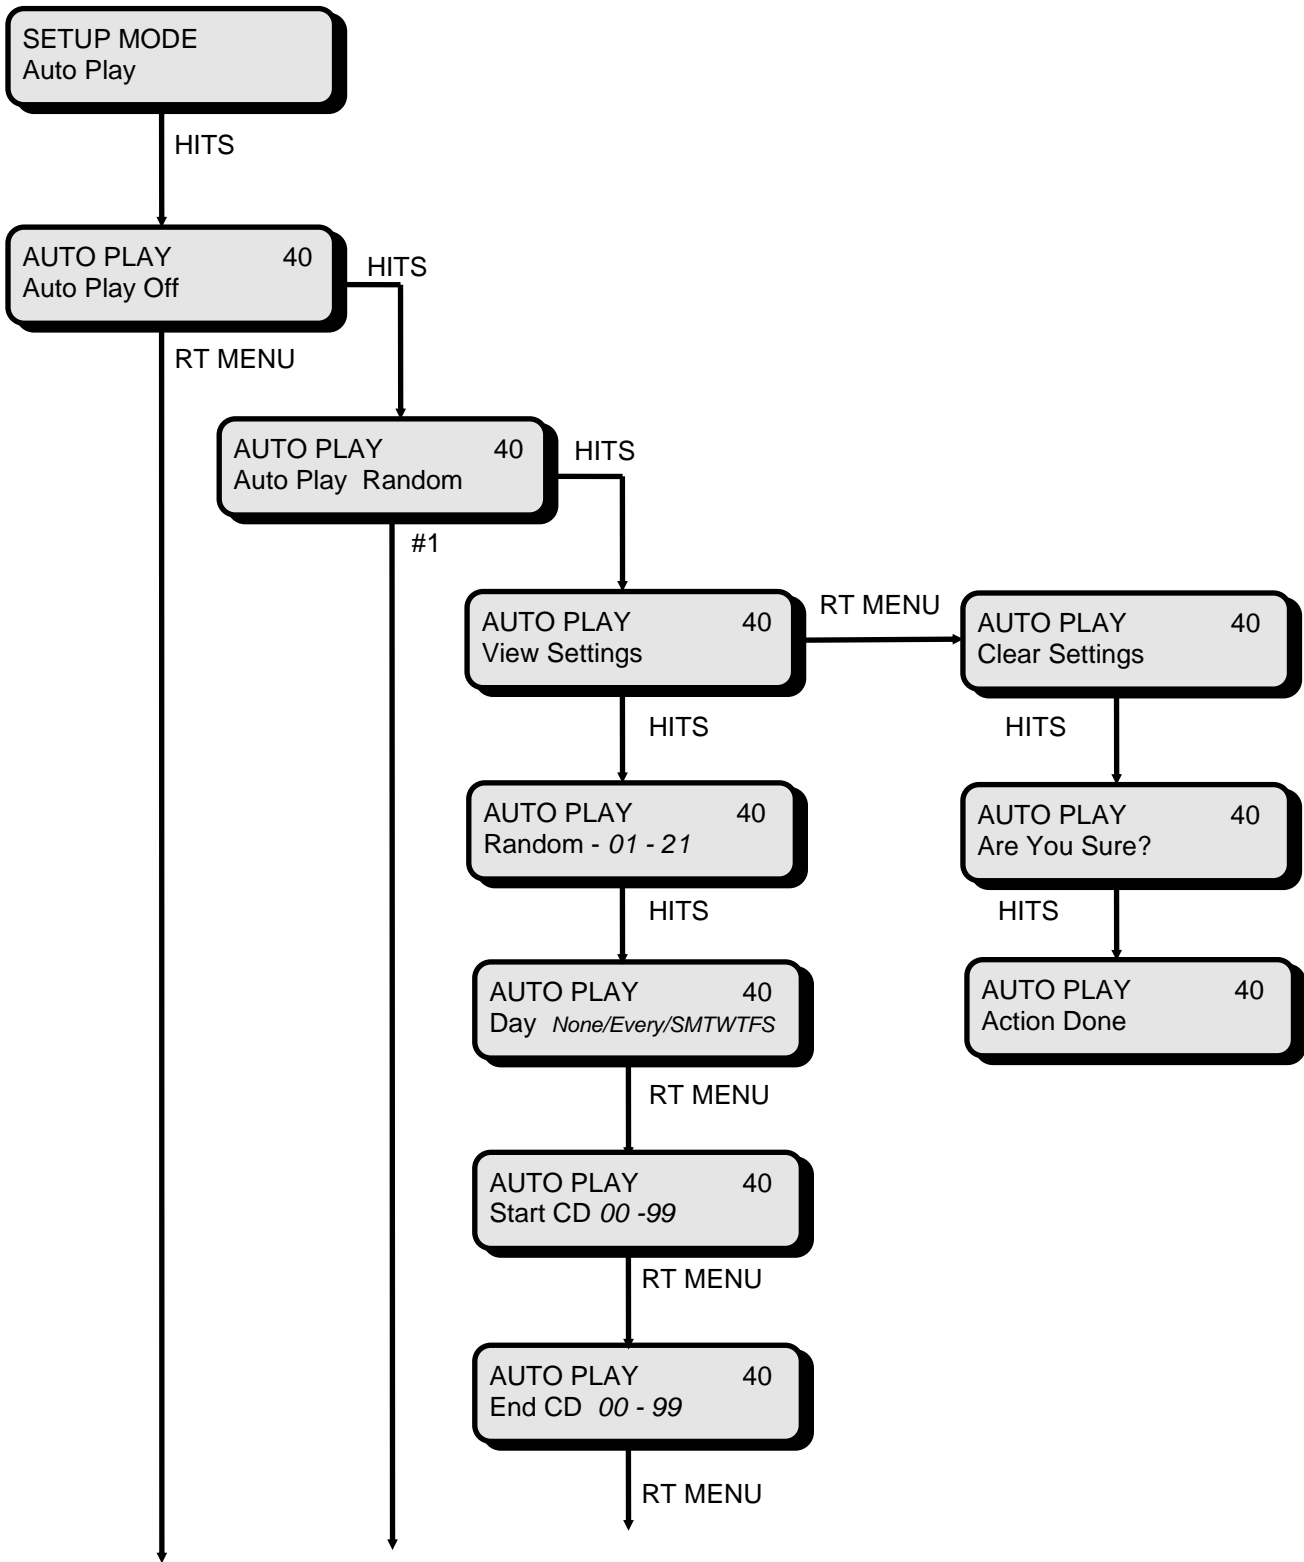 SETUP MODE
Auto Play
HITS
AUTO PLAY 40
Auto Play Off
HITS
RT MENU
AUTO PLAY 40
Auto Play Random
HITS
#1
AUTO PLAY 40
View Settings
RT MENU
AUTO PLAY 40
Clear Settings
HITS
HITS
AUTO PLAY 40
Random - 01 - 21
AUTO PLAY 40
Are You Sure?
HITS
HITS
AUTO PLAY 40
Day None/Every/SMTWTFS
AUTO PLAY 40
Action Done
RT MENU
AUTO PLAY 40
Start CD 00 -99
RT MENU
AUTO PLAY 40
End CD 00 - 99
RT MENU